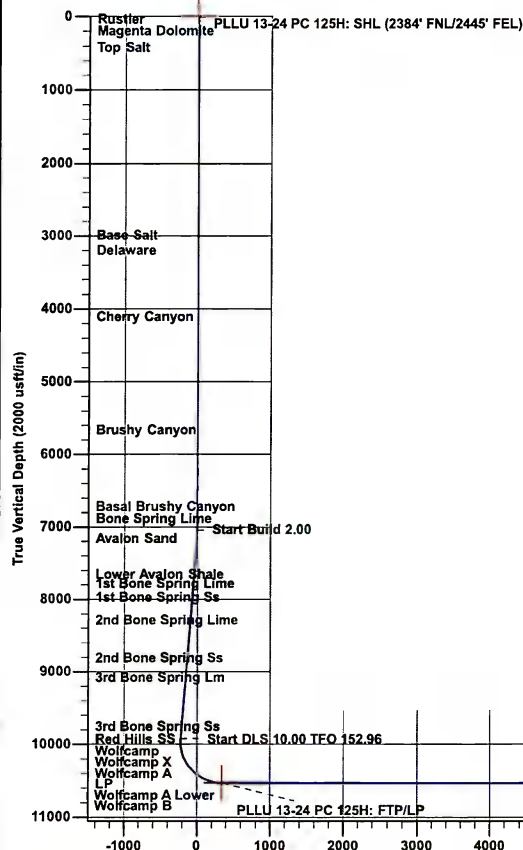 0
Rustler
PLLU 13-24 PC 125H: SHL (2384' FNL/2445' FEL)
Magenta Dolomite
Top Salt
1000
2000
3000
Base Salt
Delaware
4000
Cherry Canyon
5000
Brushy Canyon
6000
True Vertical Depth (2000 usft/in)
Basal Brushy Canyon
Bone Spring Lime
7000
Start Build 2.00
Avalon Sand
Lower Avalon Shale
1st Bone Spring Lime
8000
1st Bone Spring Ss
2nd Bone Spring Lime
2nd Bone Spring Ss
9000
3rd Bone Spring Lm
3rd Bone Spring Ss
Red Hills SS
Start DLS 10.00 TFO 152.96
10000
Wolfcamp
Wolfcamp X
Wolfcamp A
LP
Wolfcamp A Lower
Wolfcamp B
PLLU 13-24 PC 125H: FTP/LP
11000
-1000 0 1000 2000 3000 4000